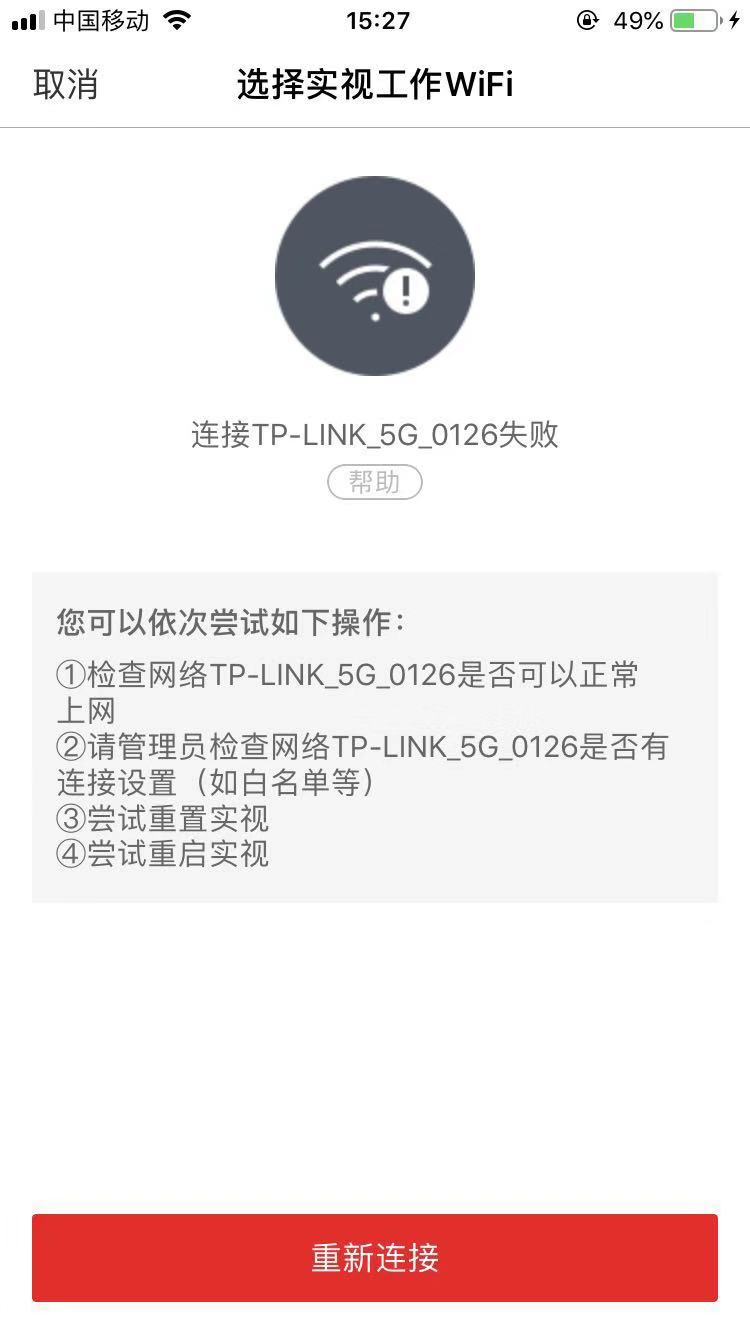 中国移动 15:27 49%
取消 选择实视工作WiFi
连接TP-LINK_5G_0126失败
帮助
您可以依次尝试如下操作：
①检查网络TP-LINK_5G_0126是否可以正常
上网
②请管理员检查网络TP-LINK_5G_0126是否有
连接设置（如白名单等）
③尝试重置实视
④尝试重启实视
重新连接